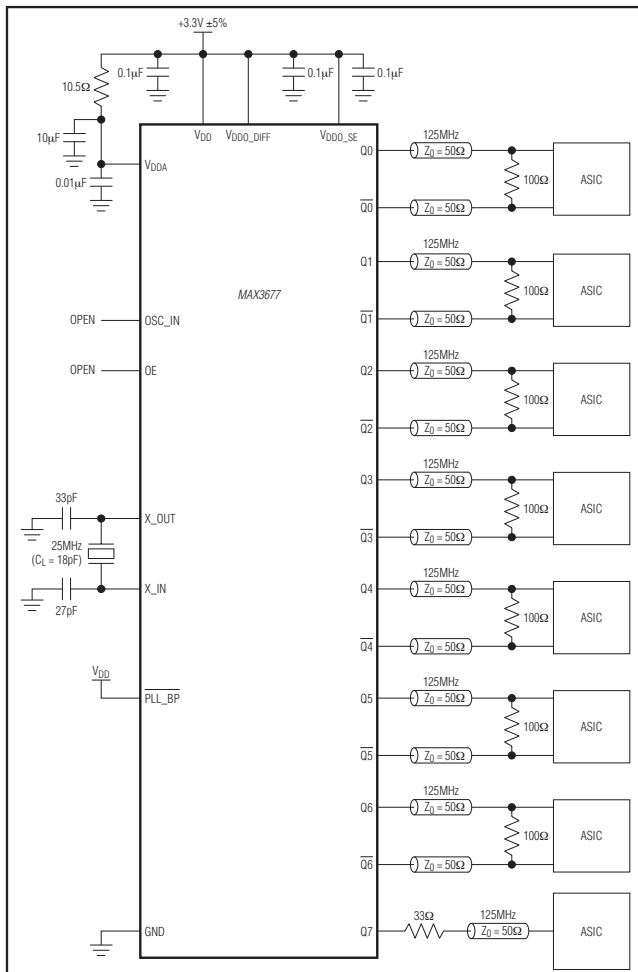 +3.3V ±5%
0.1µF
0.1µF
0.1µF
10.5Ω
10µF
0.01µF
VDD
VDDO_DIFF
VDDO_SE
VDDA
MAX3677
OPEN
OSC_IN
OPEN
OE
33pF
X_OUT
25MHz
(CL = 18pF)
X_IN
27pF
VDD
PLL_BP
GND
Q0
125MHz
Z0 = 50Ω
100Ω
ASIC
Q0
Z0 = 50Ω
Q1
125MHz
Z0 = 50Ω
100Ω
ASIC
Q1
Z0 = 50Ω
Q2
125MHz
Z0 = 50Ω
100Ω
ASIC
Q2
Z0 = 50Ω
Q3
125MHz
Z0 = 50Ω
100Ω
ASIC
Q3
Z0 = 50Ω
Q4
125MHz
Z0 = 50Ω
100Ω
ASIC
Q4
Z0 = 50Ω
Q5
125MHz
Z0 = 50Ω
100Ω
ASIC
Q5
Z0 = 50Ω
Q6
125MHz
Z0 = 50Ω
100Ω
ASIC
Q6
Z0 = 50Ω
Q7
33Ω
125MHz
Z0 = 50Ω
ASIC